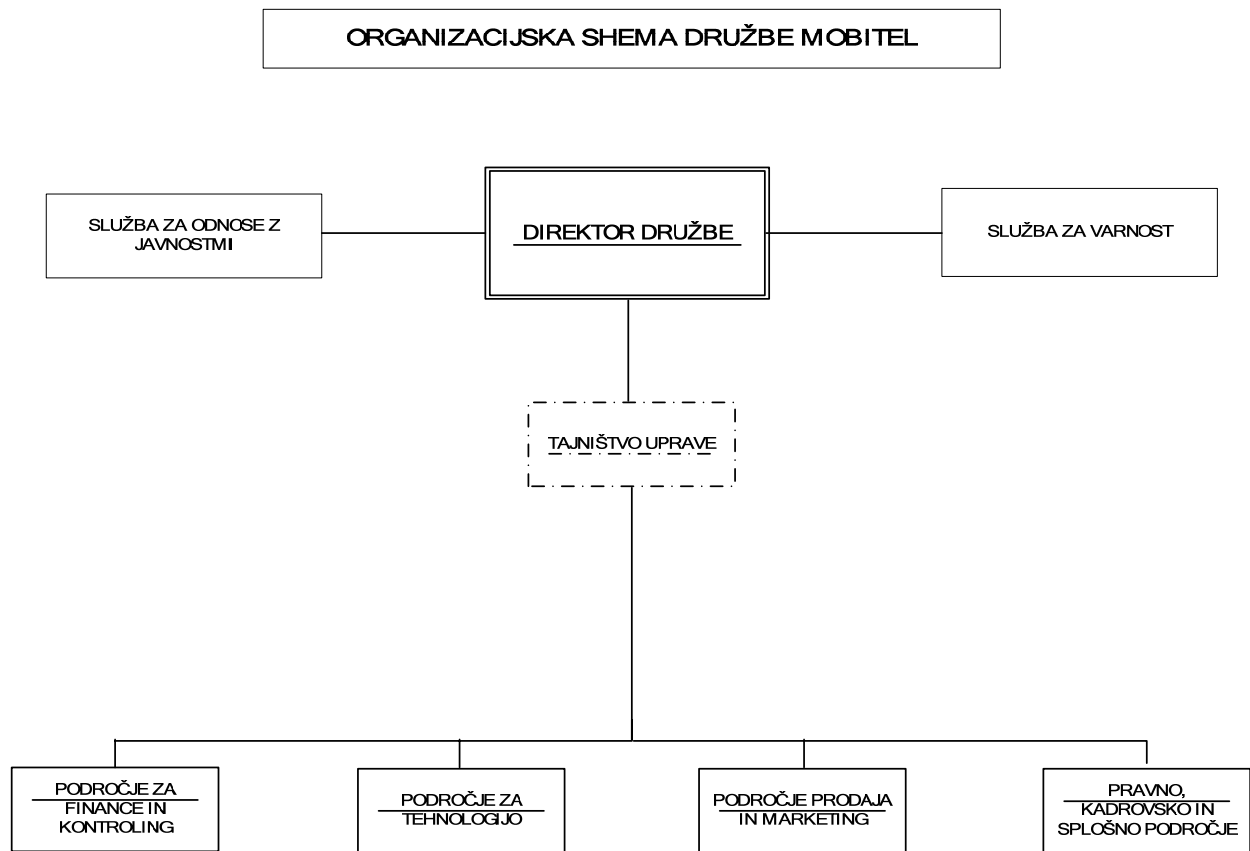 ORGANIZACIJSKA SHEMA DRUŽBE MOBITEL
SLUŽBA ZA ODNOSE Z
JAVNOSTMI
DIREKTOR DRUŽBE
SLUŽBA ZA VARNOST
TAJNIŠTVO UPRAVE
PODROČJE ZA
FINANCE IN
KONTROLING
PODROČJE ZA
TEHNOLOGIJO
PODROČJE PRODAJA
IN MARKETING
PRAVNO,
KADROVSKO IN
SPLOŠNO PODROČJE